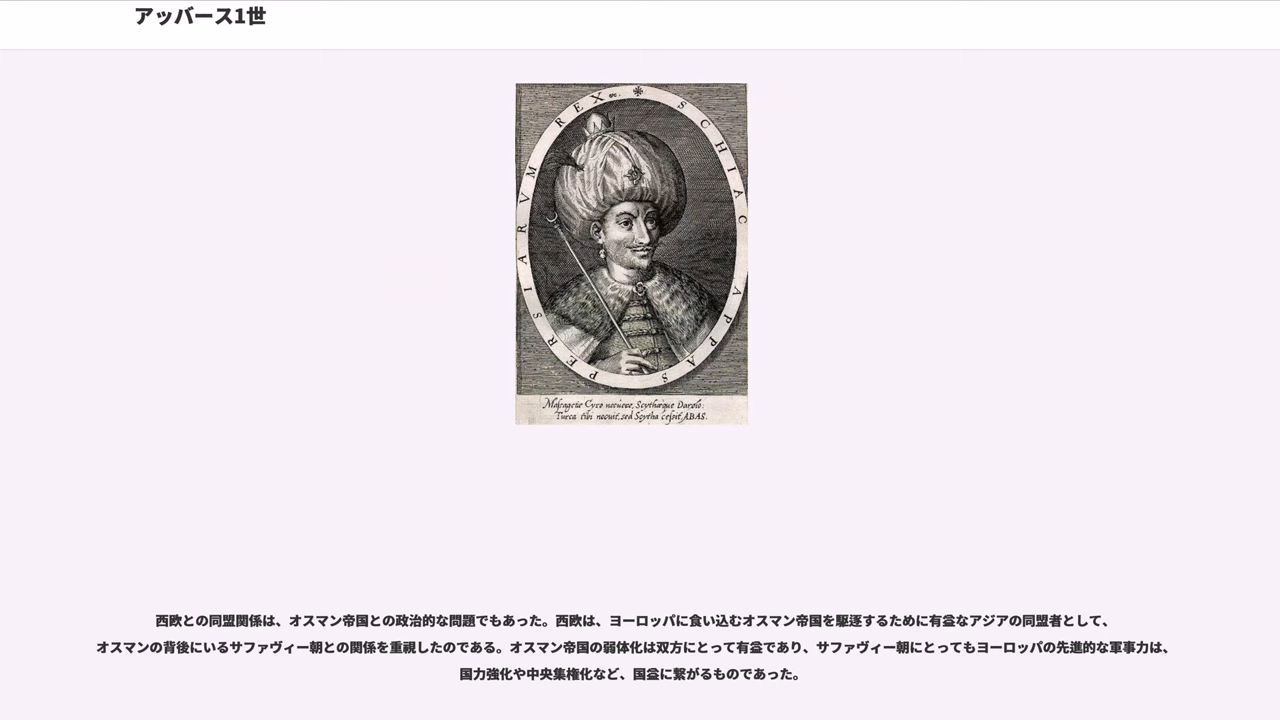 アッバース1世
SCHIAC APPAS PERSIARVM REX
Turca tibi nocuit, sed Scytha cessit, ABAS.
西欧との同盟関係は、オスマン帝国との政治的な問題でもあった。西欧は、ヨーロッパに食い込むオスマン帝国を駆逐するために有益なアジアの同盟者として、
オスマンの背後にいるサファヴィー朝との関係を重視したのである。オスマン帝国の弱体化は双方にとって有益であり、サファヴィー朝にとってもヨーロッパの先進的な軍事力は、
国力強化や中央集権化など、国益に繋がるものであった。